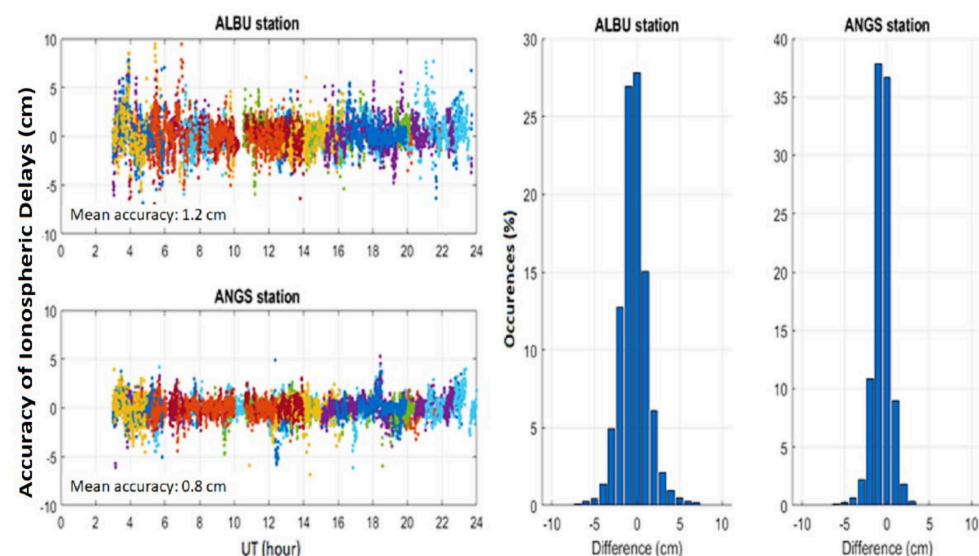 ALBU station
Accuracy of Ionospheric Delays (cm)
10
5
0
-5
-10
Mean accuracy: 1.2 cm
0 2 4 6 8 10 12 14 16 18 20 22 24
ANGS station
10
5
0
-5
-10
Mean accuracy: 0.8 cm
0 2 4 6 8 10 12 14 16 18 20 22 24
UT (hour)
ALBU station
Occurences (%)
30
25
20
15
10
5
0
-10 -5 0 5 10
Difference (cm)
ANGS station
40
35
30
25
20
15
10
5
0
-10 -5 0 5 10
Difference (cm)